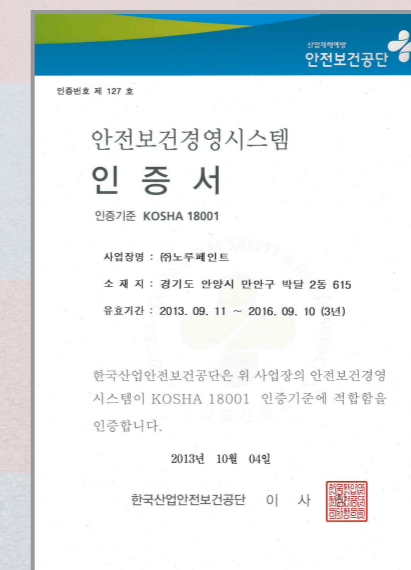 산업재해예방
안전보건공단
인증번호 제 127 호
안전보건경영시스템
인 증 서
인증기준 KOSHA 18001
사업장명 : ㈜노루페인트
소 재 지 : 경기도 안양시 만안구 박달 2동 615
유효기간 : 2013. 09. 11 ~ 2016. 09. 10 (3년)
한국산업안전보건공단은 위 사업장의 안전보건경영
시스템이 KOSHA 18001 인증기준에 적합함을
인증합니다.
2013년 10월 04일
한국산업안전보건공단 이 사